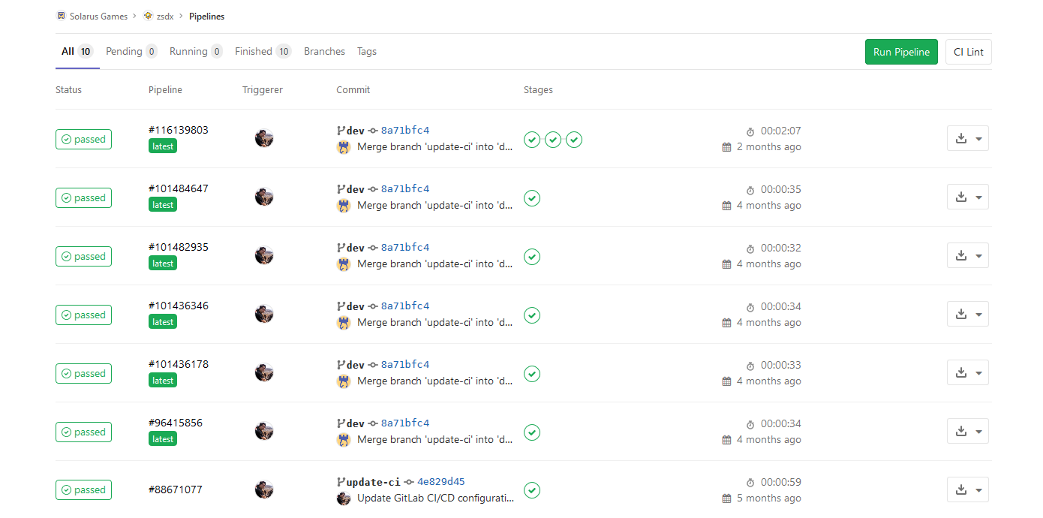 Solarus Games > zsdx > Pipelines
All 10 Pending 0 Running 0 Finished 10 Branches Tags Run Pipeline CI Lint
Status Pipeline Triggerer Commit Stages
passed #116139803 latest dev 8a71bfc4 00:02:07
Merge branch 'update-ci' into 'd... 2 months ago
passed #101484647 latest dev 8a71bfc4 00:00:35
Merge branch 'update-ci' into 'd... 4 months ago
passed #101482935 latest dev 8a71bfc4 00:00:32
Merge branch 'update-ci' into 'd... 4 months ago
passed #101436346 latest dev 8a71bfc4 00:00:34
Merge branch 'update-ci' into 'd... 4 months ago
passed #101436178 latest dev 8a71bfc4 00:00:33
Merge branch 'update-ci' into 'd... 4 months ago
passed #96415856 latest dev 8a71bfc4 00:00:34
Merge branch 'update-ci' into 'd... 4 months ago
passed #88671077 update-ci 4e829d45 00:00:59
Update GitLab CI/CD configurati... 5 months ago